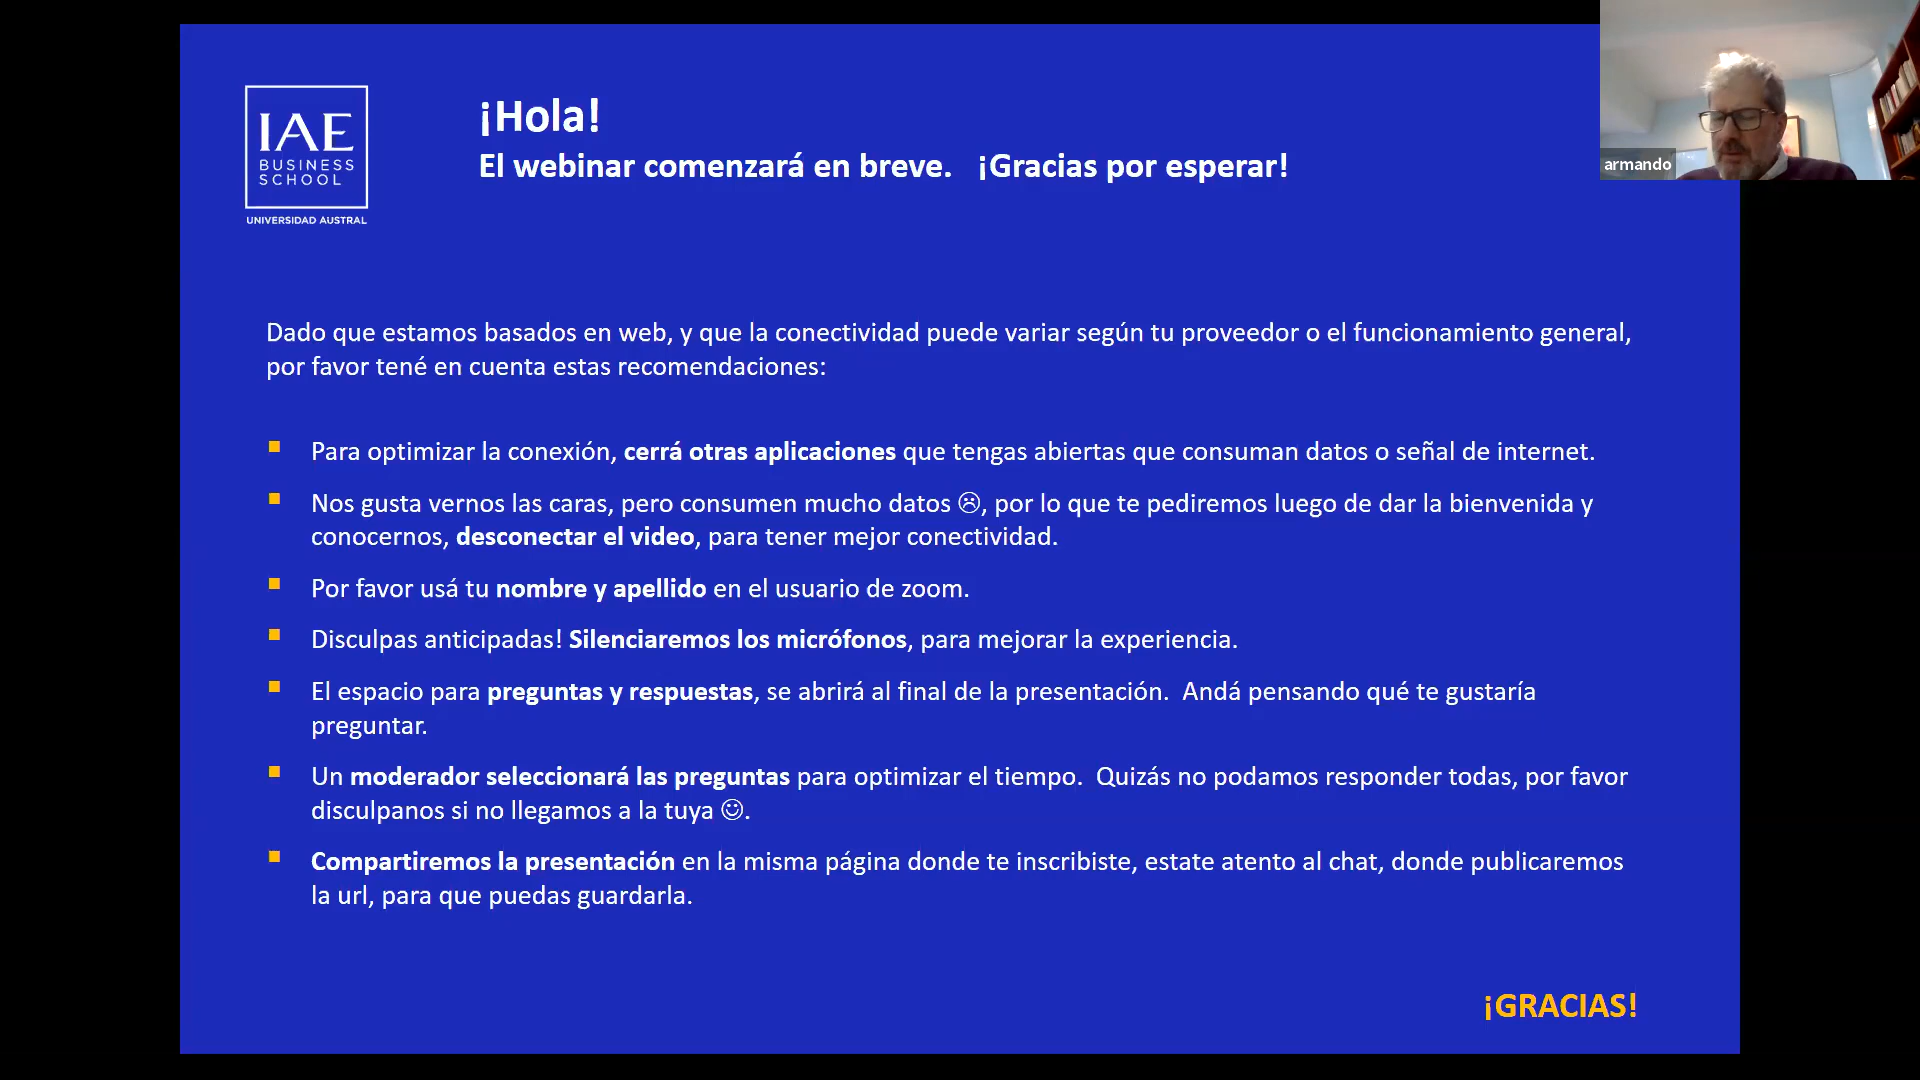 IAE
BUSINESS
SCHOOL
UNIVERSIDAD AUSTRAL
¡Hola!
El webinar comenzará en breve. ¡Gracias por esperar!
armando
Dado que estamos basados en web, y que la conectividad puede variar según tu proveedor o el funcionamiento general,
por favor tené en cuenta estas recomendaciones:
Para optimizar la conexión, cerrá otras aplicaciones que tengas abiertas que consuman datos o señal de internet.
Nos gusta vernos las caras, pero consumen mucho datos ☹, por lo que te pediremos luego de dar la bienvenida y
conocernos, desconectar el video, para tener mejor conectividad.
Por favor usá tu nombre y apellido en el usuario de zoom.
Disculpas anticipadas! Silenciaremos los micrófonos, para mejorar la experiencia.
El espacio para preguntas y respuestas, se abrirá al final de la presentación. Andá pensando qué te gustaría
preguntar.
Un moderador seleccionará las preguntas para optimizar el tiempo. Quizás no podamos responder todas, por favor
disculpanos si no llegamos a la tuya ☺.
Compartiremos la presentación en la misma página donde te inscribiste, estate atento al chat, donde publicaremos
la url, para que puedas guardarla.
¡GRACIAS!